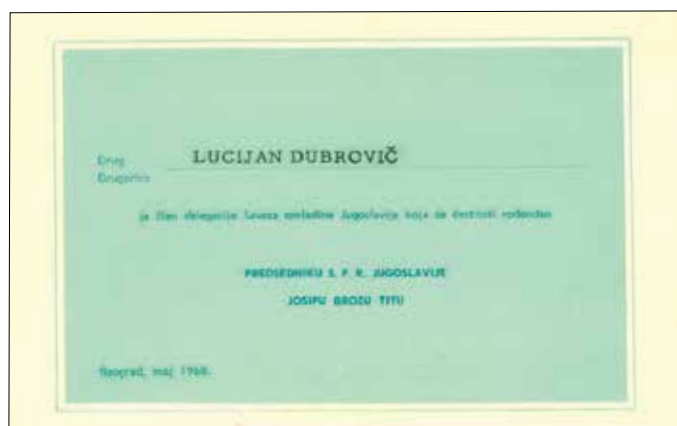 Drug
LUCIJAN DUBROVIČ
Drugarica
je član delegacije Saveza omladine Jugoslavije koja će čestitati rođendan
PREDSEDNIKU S. F. R. JUGOSLAVIJE
JOSIPU BROZU TITU
Beograd, maj 1968.